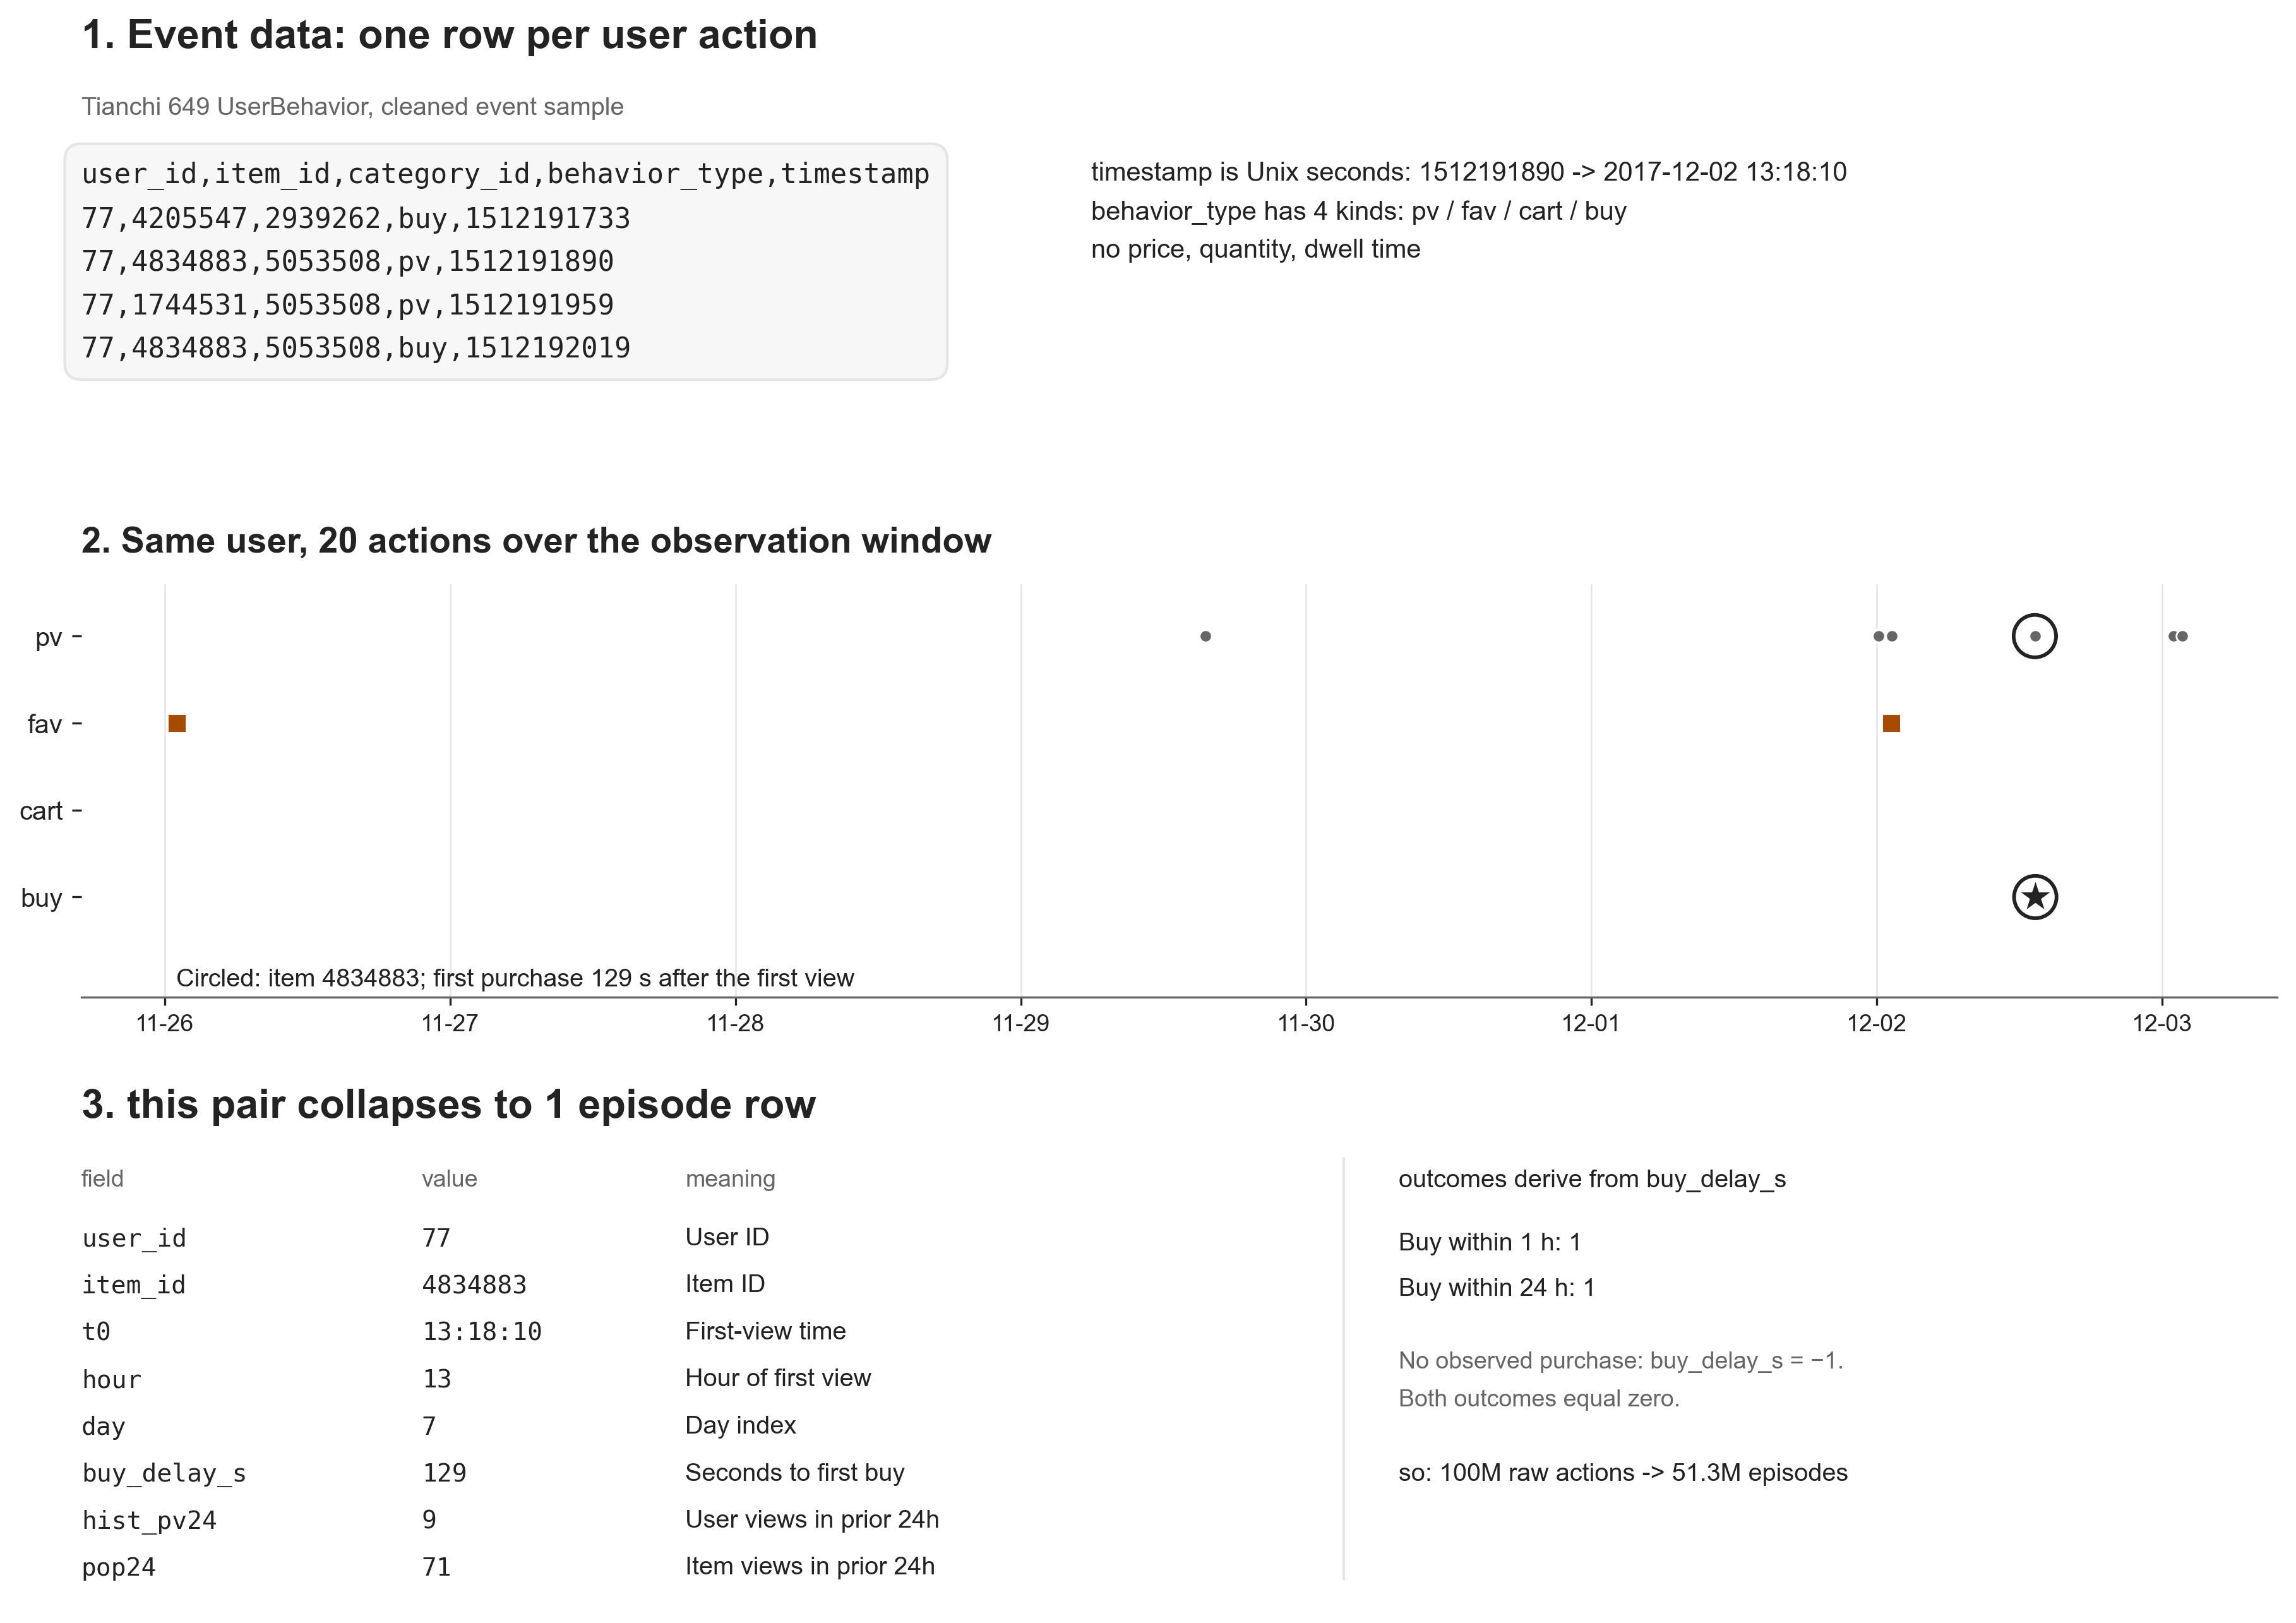 1. Event data: one row per user action
Tianchi 649 UserBehavior, cleaned event sample
user_id,item_id,category_id,behavior_type,timestamp
77,4205547,2939262,buy,1512191733
77,4834883,5053508,pv,1512191890
77,1744531,5053508,pv,1512191959
77,4834883,5053508,buy,1512192019
timestamp is Unix seconds: 1512191890 -> 2017-12-02 13:18:10
behavior_type has 4 kinds: pv / fav / cart / buy
no price, quantity, dwell time
2. Same user, 20 actions over the observation window
pv
fav
cart
buy
Circled: item 4834883; first purchase 129 s after the first view
11-26 11-27 11-28 11-29 11-30 12-01 12-02 12-03
3. this pair collapses to 1 episode row
field value meaning
user_id 77 User ID
item_id 4834883 Item ID
t0 13:18:10 First-view time
hour 13 Hour of first view
day 7 Day index
buy_delay_s 129 Seconds to first buy
hist_pv24 9 User views in prior 24h
pop24 71 Item views in prior 24h
outcomes derive from buy_delay_s
Buy within 1 h: 1
Buy within 24 h: 1
No observed purchase: buy_delay_s = −1.
Both outcomes equal zero.
so: 100M raw actions -> 51.3M episodes